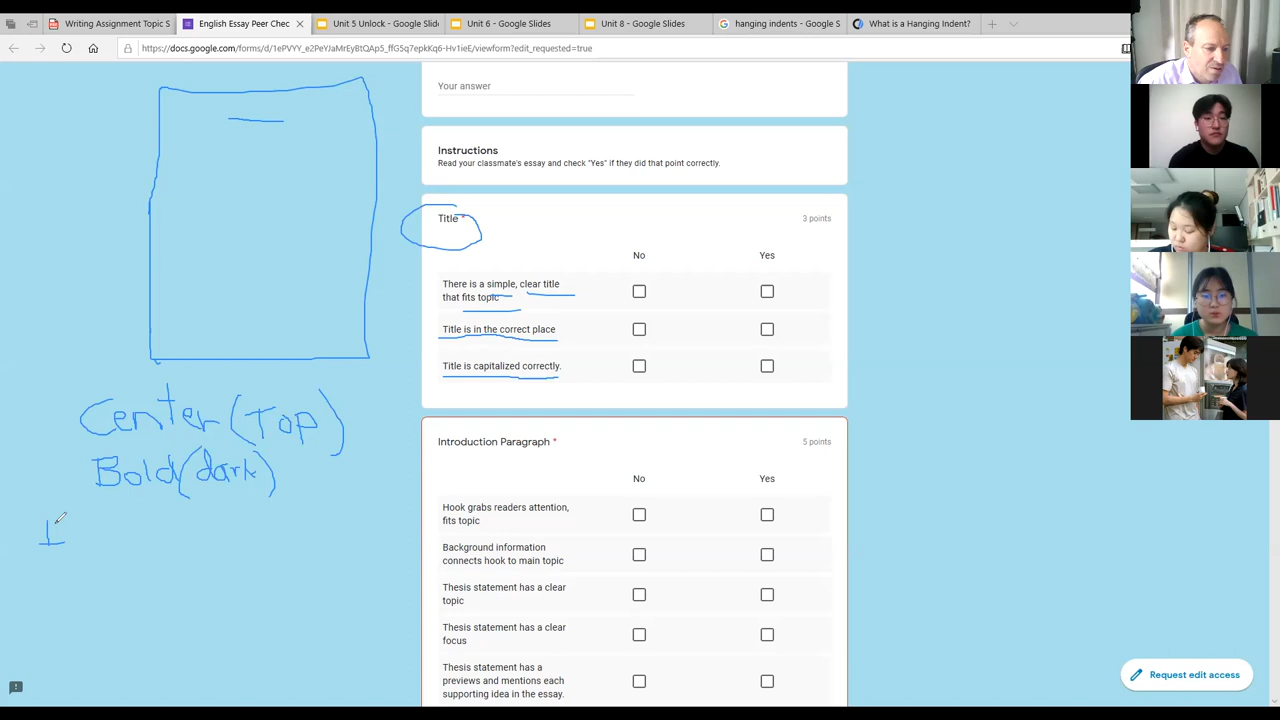 Writing Assignment Topic S
English Essay Peer Chec
Unit 5 Unlock - Google Slide
Unit 6 - Google Slides
Unit 8 - Google Slides
hanging indents - Google S
What is a Hanging Indent?
https://docs.google.com/forms/d/1ePVYY_e2PeYJaMrEyBtQAp5_ffG5q7epkKq6-Hv1ieE/viewform?edit_requested=true
Your answer
Instructions
Read your classmate's essay and check "Yes" if they did that point correctly.
Title *
3 points
No Yes
There is a simple, clear title
that fits topic
Title is in the correct place
Title is capitalized correctly.
Center (Top)
Bold (dark)
I
Introduction Paragraph *
5 points
No Yes
Hook grabs readers attention,
fits topic
Background information
connects hook to main topic
Thesis statement has a clear
topic
Thesis statement has a clear
focus
Thesis statement has a
previews and mentions each
supporting idea in the essay.
Request edit access